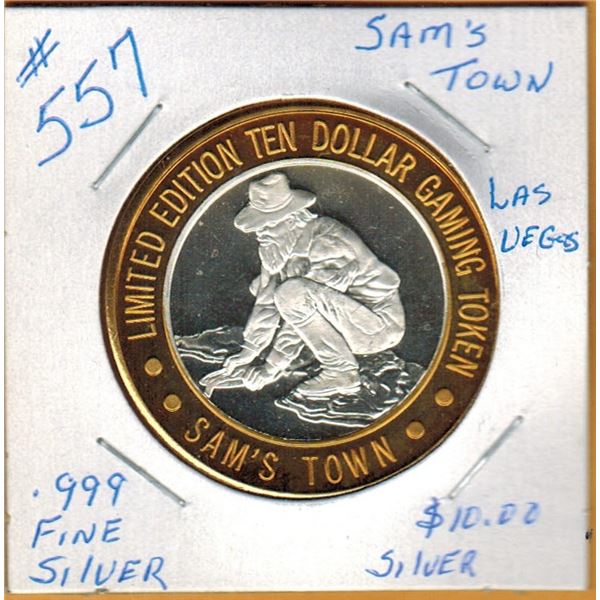 # 557
SAM'S
TOWN
LAS
VEGAS
LIMITED EDITION TEN DOLLAR GAMING TOKEN
SAM'S TOWN
.999
FINE
SILVER
$10.00
SILVER